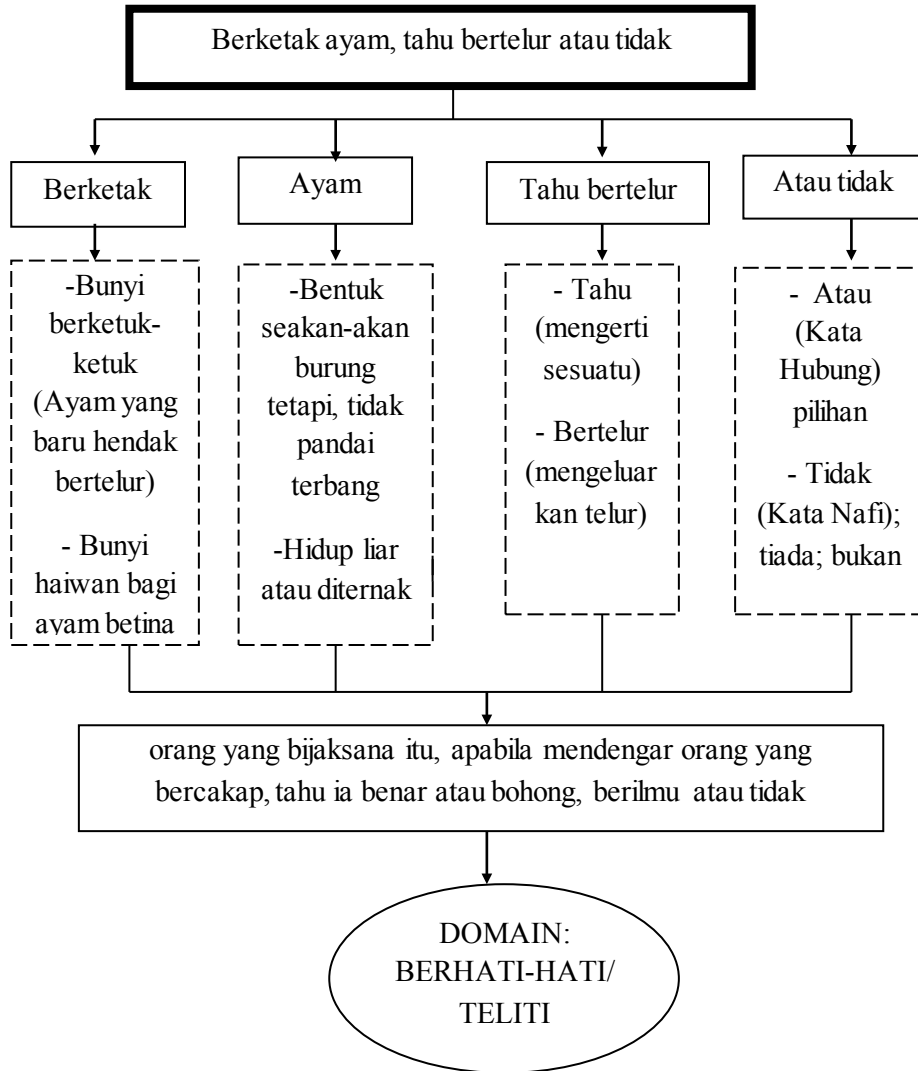 Berketak ayam, tahu bertelur atau tidak
Berketak
Ayam
Tahu bertelur
Atau tidak
-Bunyi
berketuk-
ketuk
(Ayam yang
baru hendak
bertelur)
- Bunyi
haiwan bagi
ayam betina
-Bentuk
seakan-akan
burung
tetapi, tidak
pandai
terbang
-Hidup liar
atau diternak
- Tahu
(mengerti
sesuatu)
- Bertelur
(mengeluar
kan telur)
- Atau
(Kata
Hubung)
pilihan
- Tidak
(Kata Nafi);
tiada; bukan
orang yang bijaksana itu, apabila mendengar orang yang
bercakap, tahu ia benar atau bohong, berilmu atau tidak
DOMAIN:
BERHATI-HATI/
TELITI